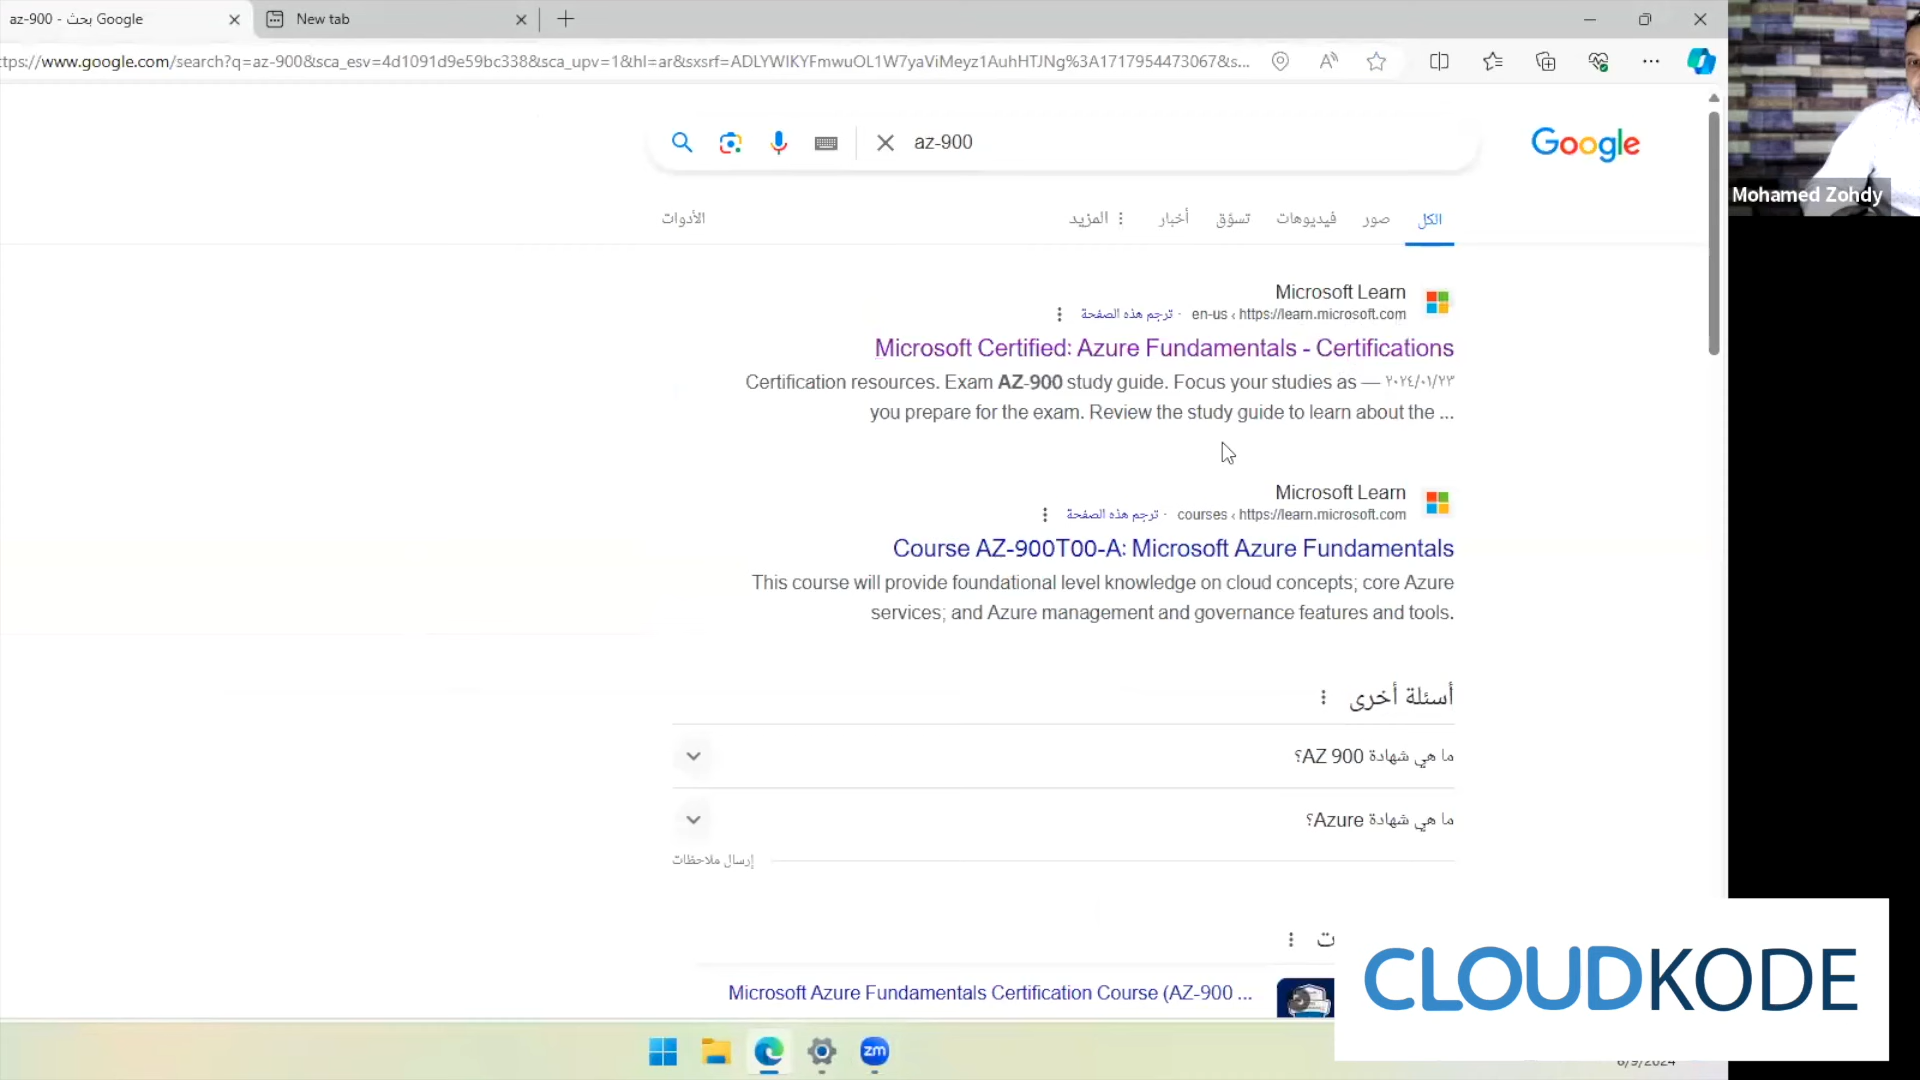 az-900 - بحث Google
New tab
tps://www.google.com/search?q=az-900&sca_esv=4d1091d9e59bc338&sca_upv=1&hl=ar&sxsrf=ADLYWIKYFmwuOL1W7yaViMeyz1AuhHTJNg%3A1717954473067&s...
az-900
Google
Mohamed Zohdy
الكل
صور
فيديوهات
تسوّق
أخبار
المزيد
الأدوات
Microsoft Learn
https://learn.microsoft.com › en-us · ترجم هذه الصفحة
Microsoft Certified: Azure Fundamentals - Certifications
٢٠٢٤/٠١/٢٣ — Certification resources. Exam AZ-900 study guide. Focus your studies as
you prepare for the exam. Review the study guide to learn about the ...
Microsoft Learn
https://learn.microsoft.com › courses · ترجم هذه الصفحة
Course AZ-900T00-A: Microsoft Azure Fundamentals
This course will provide foundational level knowledge on cloud concepts; core Azure
services; and Azure management and governance features and tools.
أسئلة أخرى
ما هي شهادة AZ 900؟
ما هي شهادة Azure؟
إرسال ملاحظات
Microsoft Azure Fundamentals Certification Course (AZ-900 ...
CLOUDKODE
zm
6/9/2024